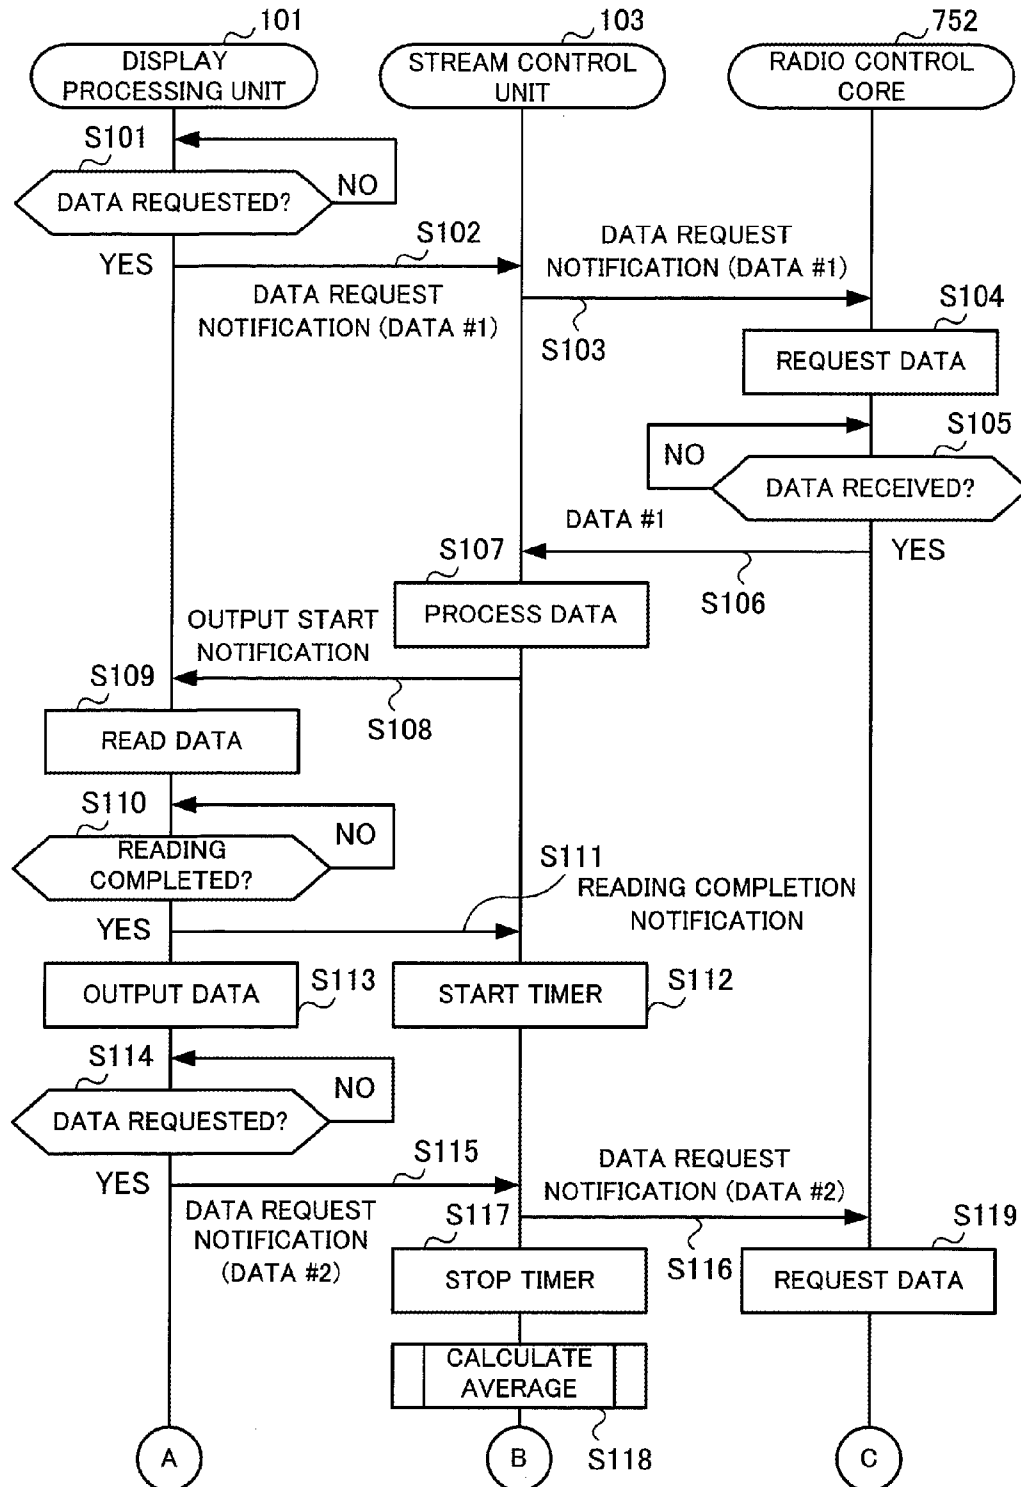 101
103
752
DISPLAY
PROCESSING UNIT
STREAM CONTROL
UNIT
RADIO CONTROL
CORE
S101
DATA REQUESTED?
NO
YES
S102
DATA REQUEST
NOTIFICATION (DATA #1)
DATA REQUEST
NOTIFICATION (DATA #1)
S103
S104
REQUEST DATA
S105
NO
DATA RECEIVED?
DATA #1
YES
S106
S107
PROCESS DATA
OUTPUT START
NOTIFICATION
S108
S109
READ DATA
S110
NO
READING
COMPLETED?
S111
READING COMPLETION
NOTIFICATION
YES
OUTPUT DATA
S113
START TIMER
S112
S114
NO
DATA REQUESTED?
YES
S115
DATA REQUEST
NOTIFICATION
(DATA #2)
DATA REQUEST
NOTIFICATION (DATA #2)
S116
S117
STOP TIMER
S119
REQUEST DATA
CALCULATE
AVERAGE
S118
A
B
C